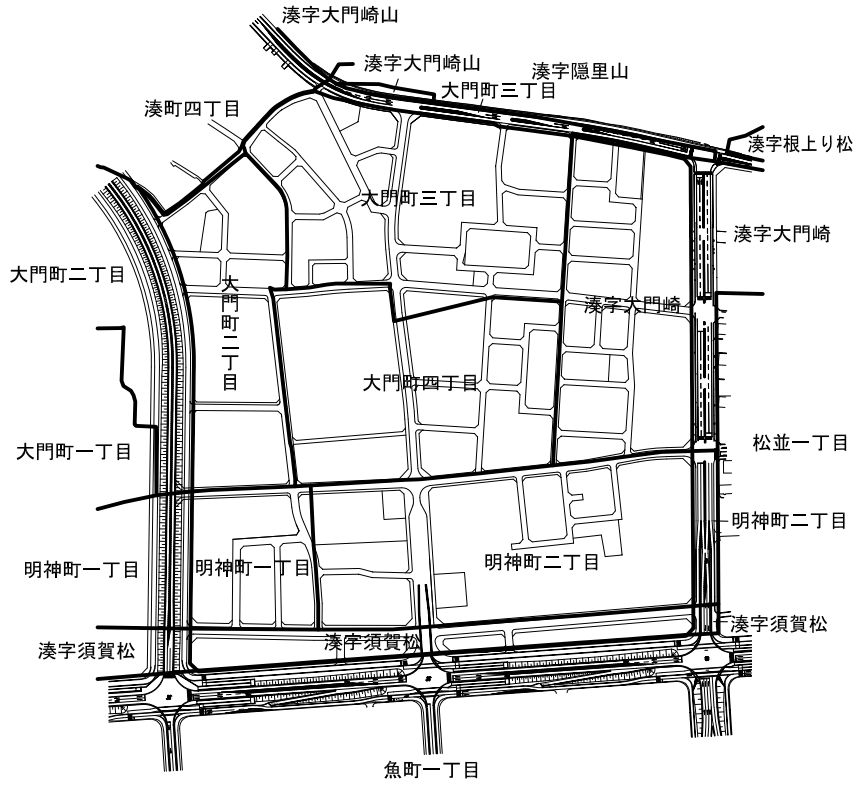 湊字大門崎山
湊字大門崎山
湊字隠里山
大門町三丁目
湊町四丁目
湊字根上り松
大門町三丁目
湊字大門崎
大門町二丁目
大門町二丁目
湊字大門崎
大門町四丁目
松並一丁目
大門町一丁目
明神町二丁目
明神町二丁目
明神町一丁目
明神町一丁目
湊字須賀松
湊字須賀松
湊字須賀松
魚町一丁目